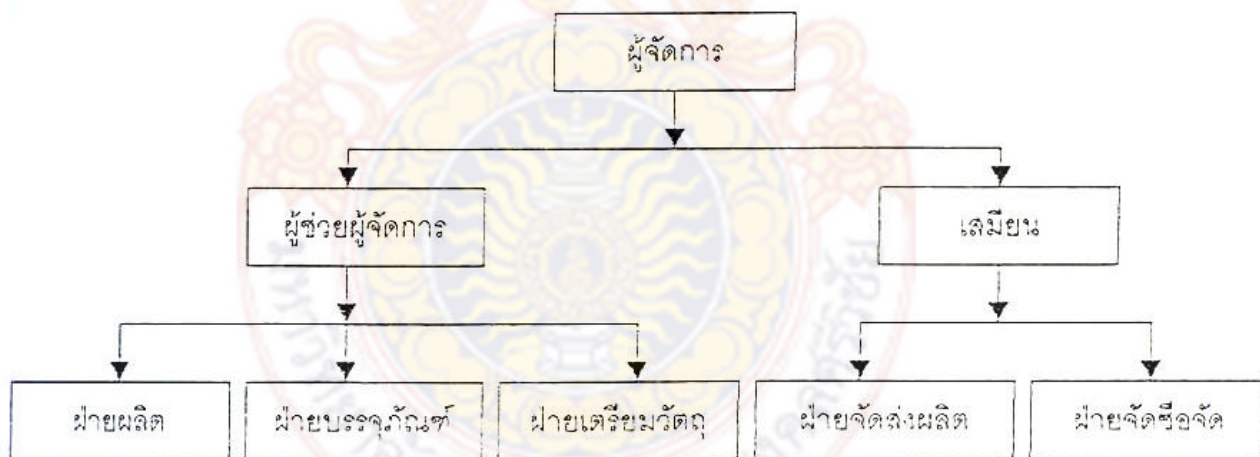 ผู้จัดการ
ผู้ช่วยผู้จัดการ
เสมียน
ฝ่ายผลิต
ฝ่ายบรรจุภัณฑ์
ฝ่ายเตรียมวัตถุ
ฝ่ายจัดส่งผลิต
ฝ่ายจัดซื้อจัด